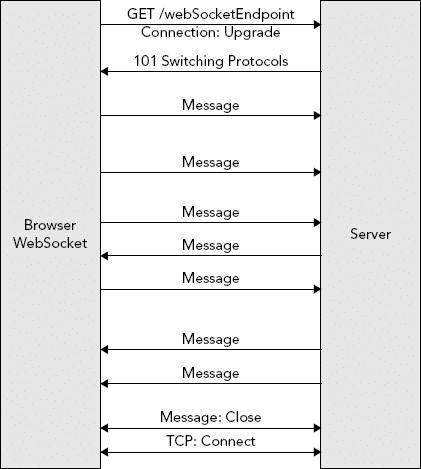 GET /webSocketEndpoint
Connection: Upgrade
101 Switching Protocols
Message
Message
Message
Browser
WebSocket
Server
Message
Message
Message
Message
Message: Close
TCP: Connect